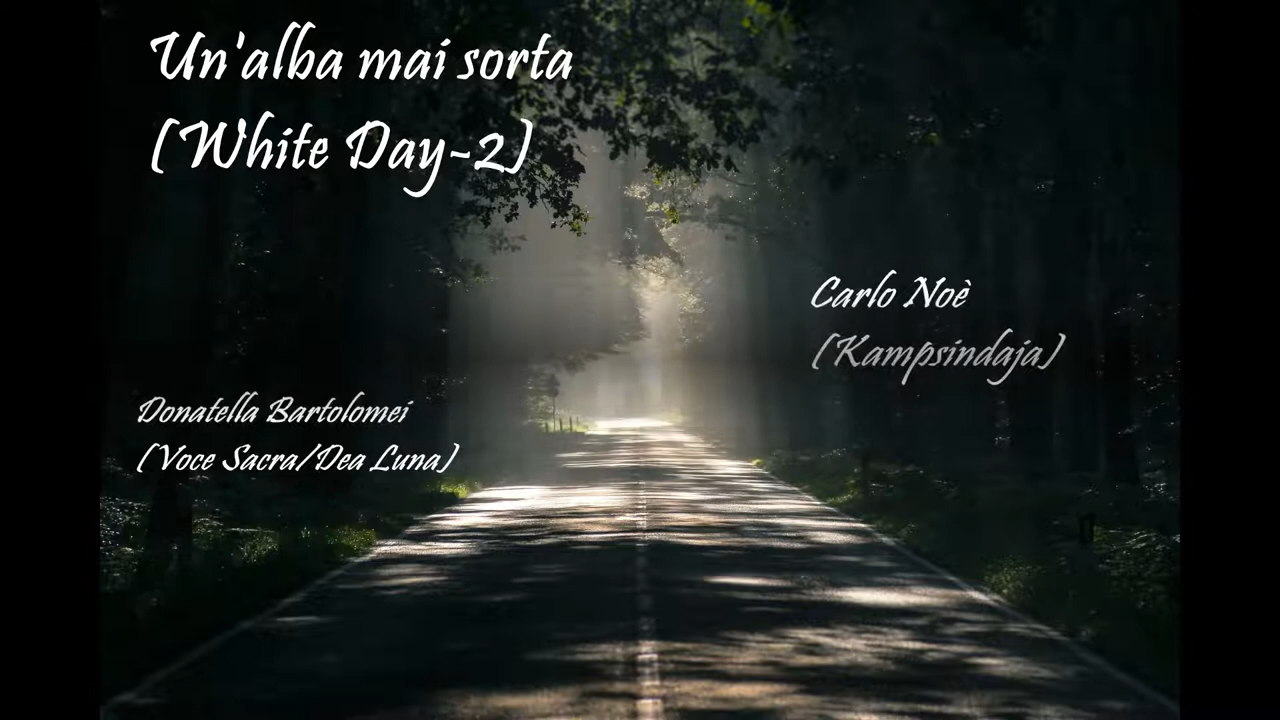 Un'alba mai sorta
(White Day-2)
Carlo Noè
(Kampsindaja)
Donatella Bartolomei
(Voce Sacra/Dea Luna)